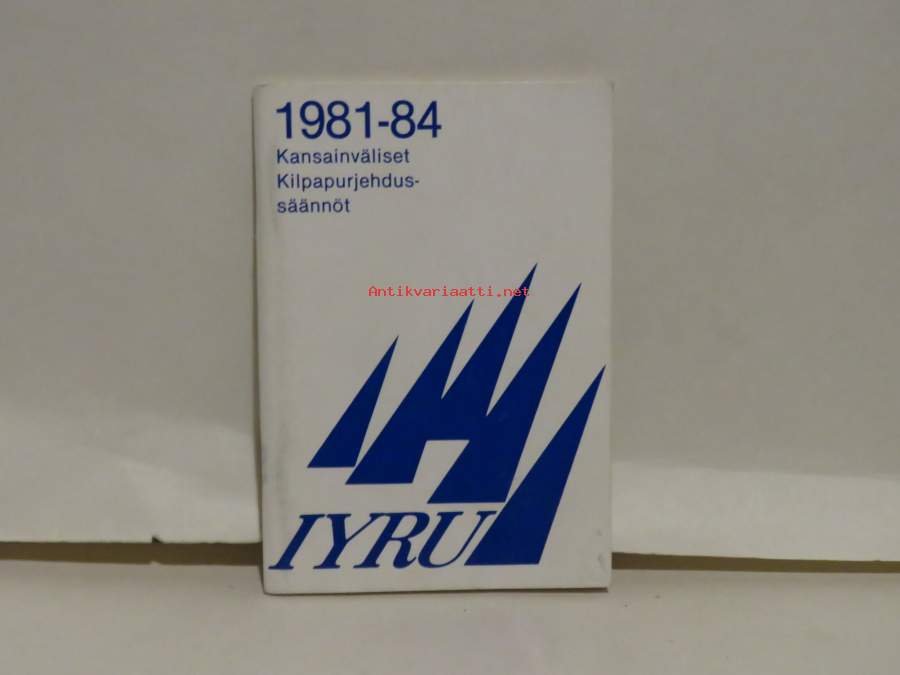 1981-84
Kansainväliset
Kilpapurjehdus-
säännöt
Antikvariaatti.net
IYRU